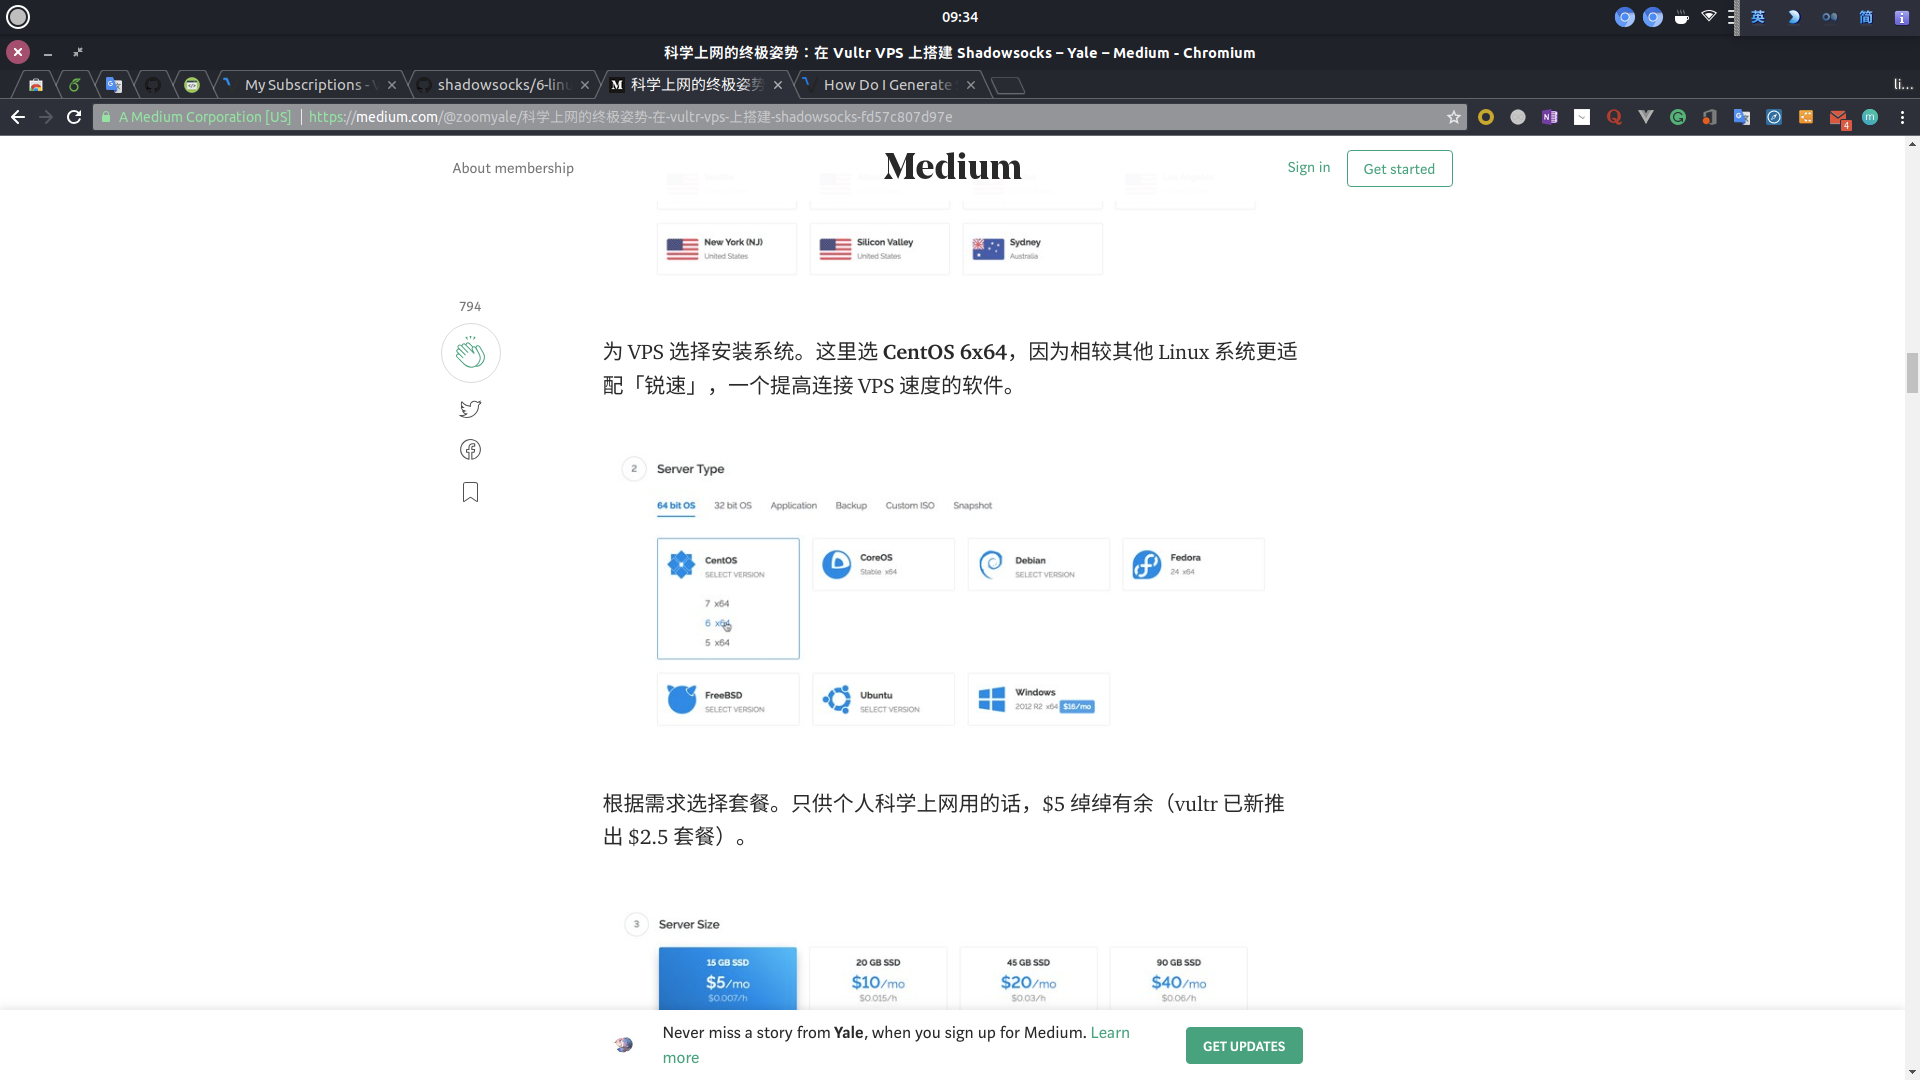 09:34
英
简
科学上网的终极姿势：在 Vultr VPS 上搭建 Shadowsocks – Yale – Medium - Chromium
My Subscriptions -
shadowsocks/6-lin
科学上网的终极姿势
How Do I Generate
li...
A Medium Corporation [US] | https://medium.com/@zoomyale/科学上网的终极姿势-在-vultr-vps-上搭建-shadowsocks-fd57c807d97e
4
About membership
Medium
Sign in
Get started
New York (NJ)
United States
Silicon Valley
United States
Sydney
Australia
794
为 VPS 选择安装系统。这里选 CentOS 6x64，因为相较其他 Linux 系统更适
配「锐速」，一个提高连接 VPS 速度的软件。
2 Server Type
64 bit OS 32 bit OS Application Backup Custom ISO Snapshot
CentOS
SELECT VERSION
7 x64
6 x64
5 x64
CoreOS
Stable x64
Debian
SELECT VERSION
Fedora
24 x64
FreeBSD
SELECT VERSION
Ubuntu
SELECT VERSION
Windows
2012 R2 x64 $16/mo
根据需求选择套餐。只供个人科学上网用的话，$5 绰绰有余（vultr 已新推
出 $2.5 套餐）。
3 Server Size
15 GB SSD
$5/mo
$0.007/h
20 GB SSD
$10/mo
$0.015/h
45 GB SSD
$20/mo
$0.03/h
90 GB SSD
$40/mo
$0.06/h
Never miss a story from Yale, when you sign up for Medium. Learn
more
GET UPDATES